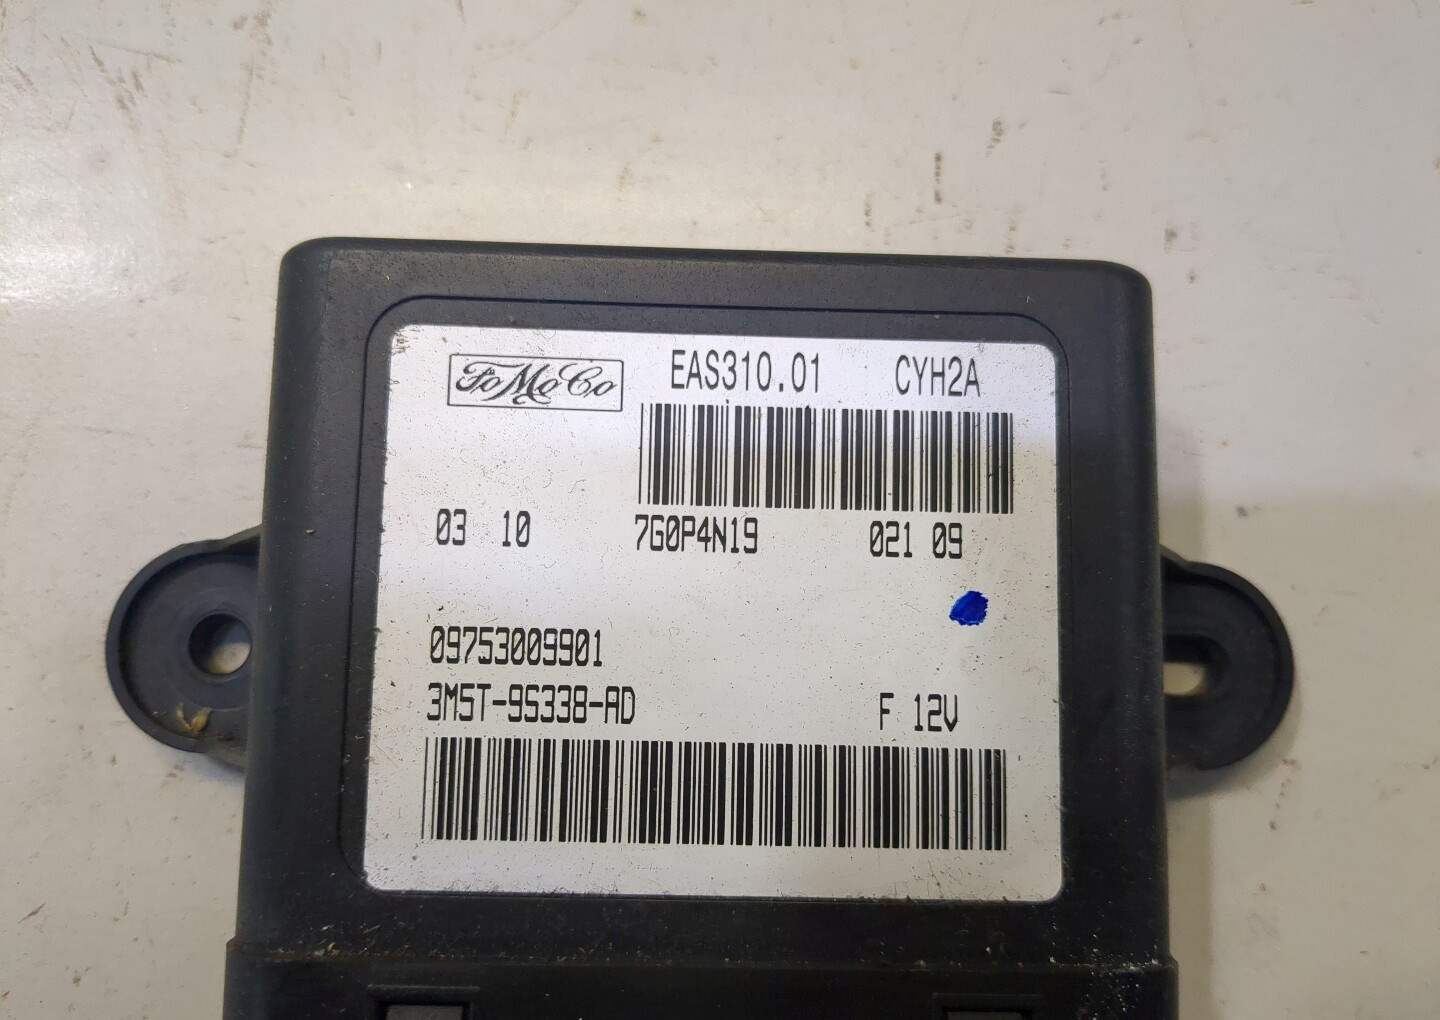 FoMoCo EAS310.01 CYH2A
03 10 7G0P4N19 021 09
09753009901
3M5T-9S338-AD F 12V